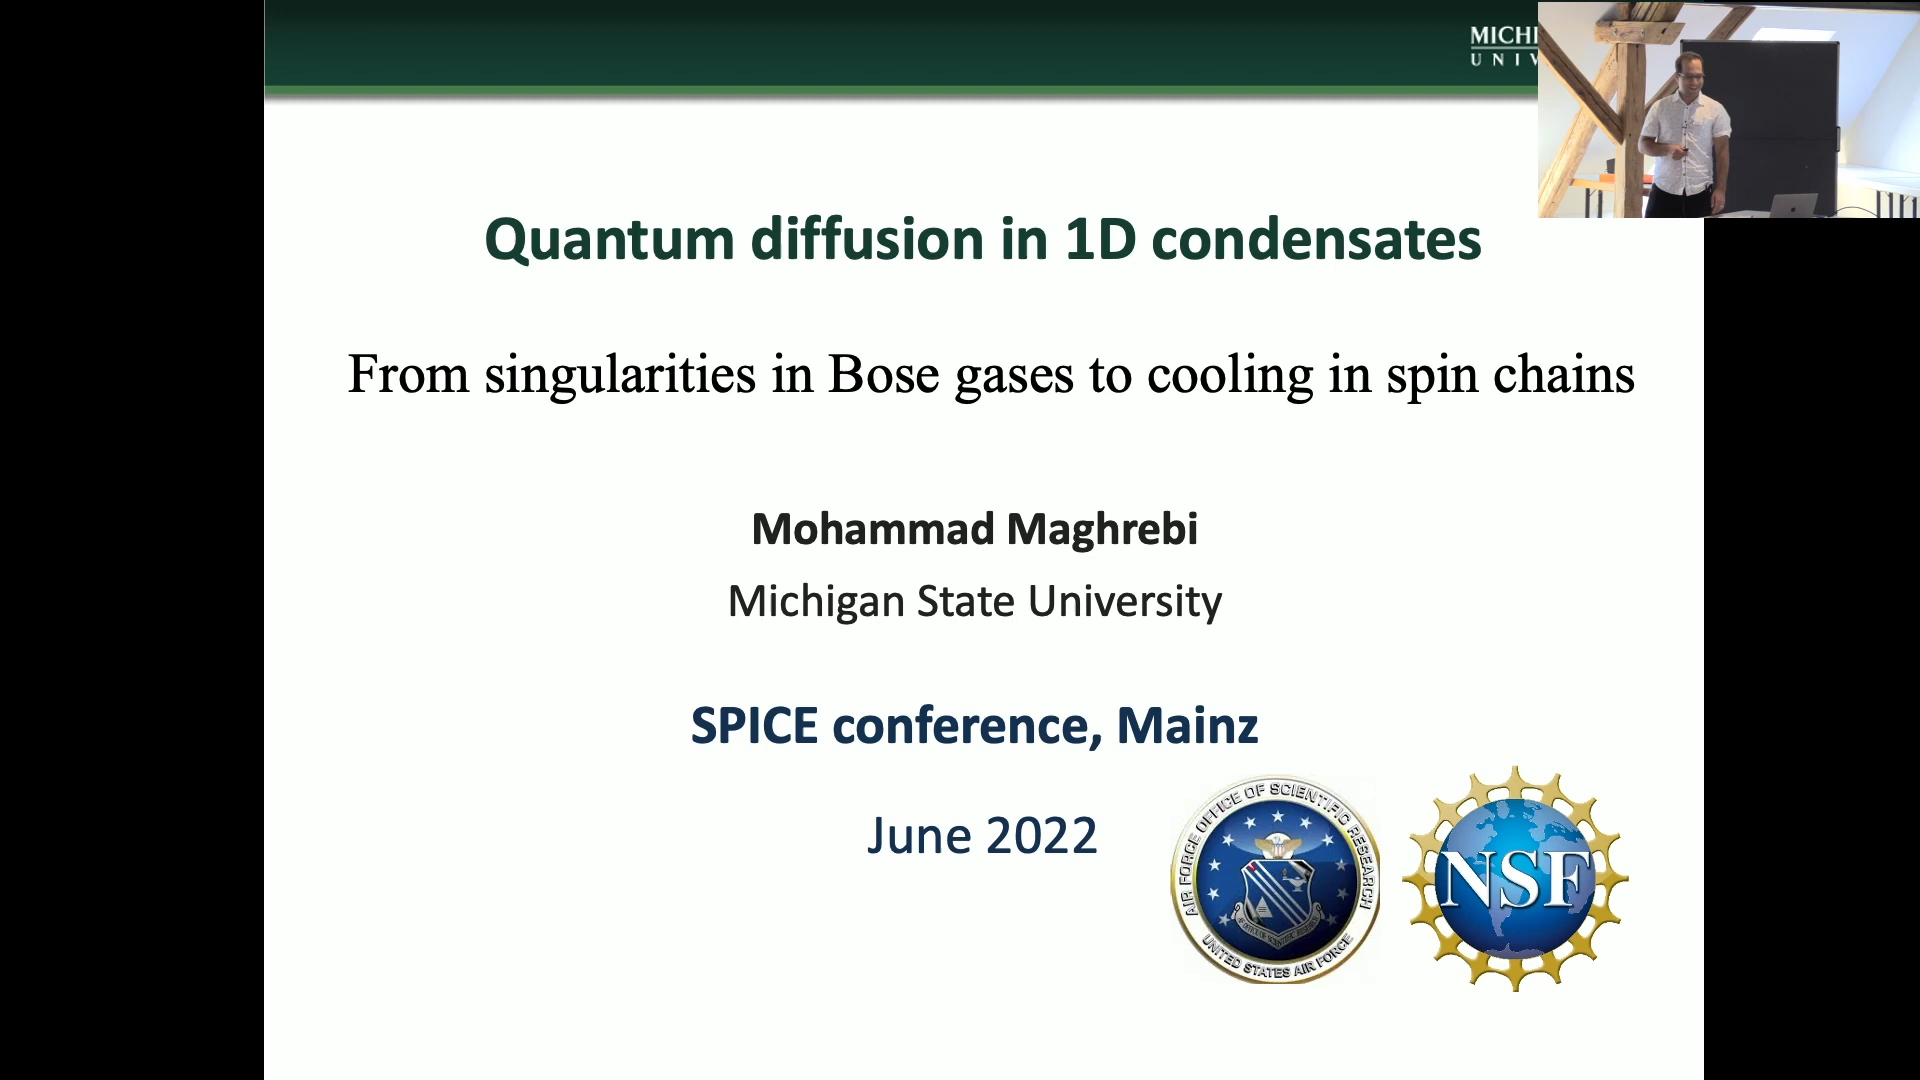 MICHI
UNIV
Quantum diffusion in 1D condensates
From singularities in Bose gases to cooling in spin chains
Mohammad Maghrebi
Michigan State University
SPICE conference, Mainz
June 2022
AIR FORCE OFFICE OF SCIENTIFIC RESEARCH
UNITED STATES AIR FORCE
NSF